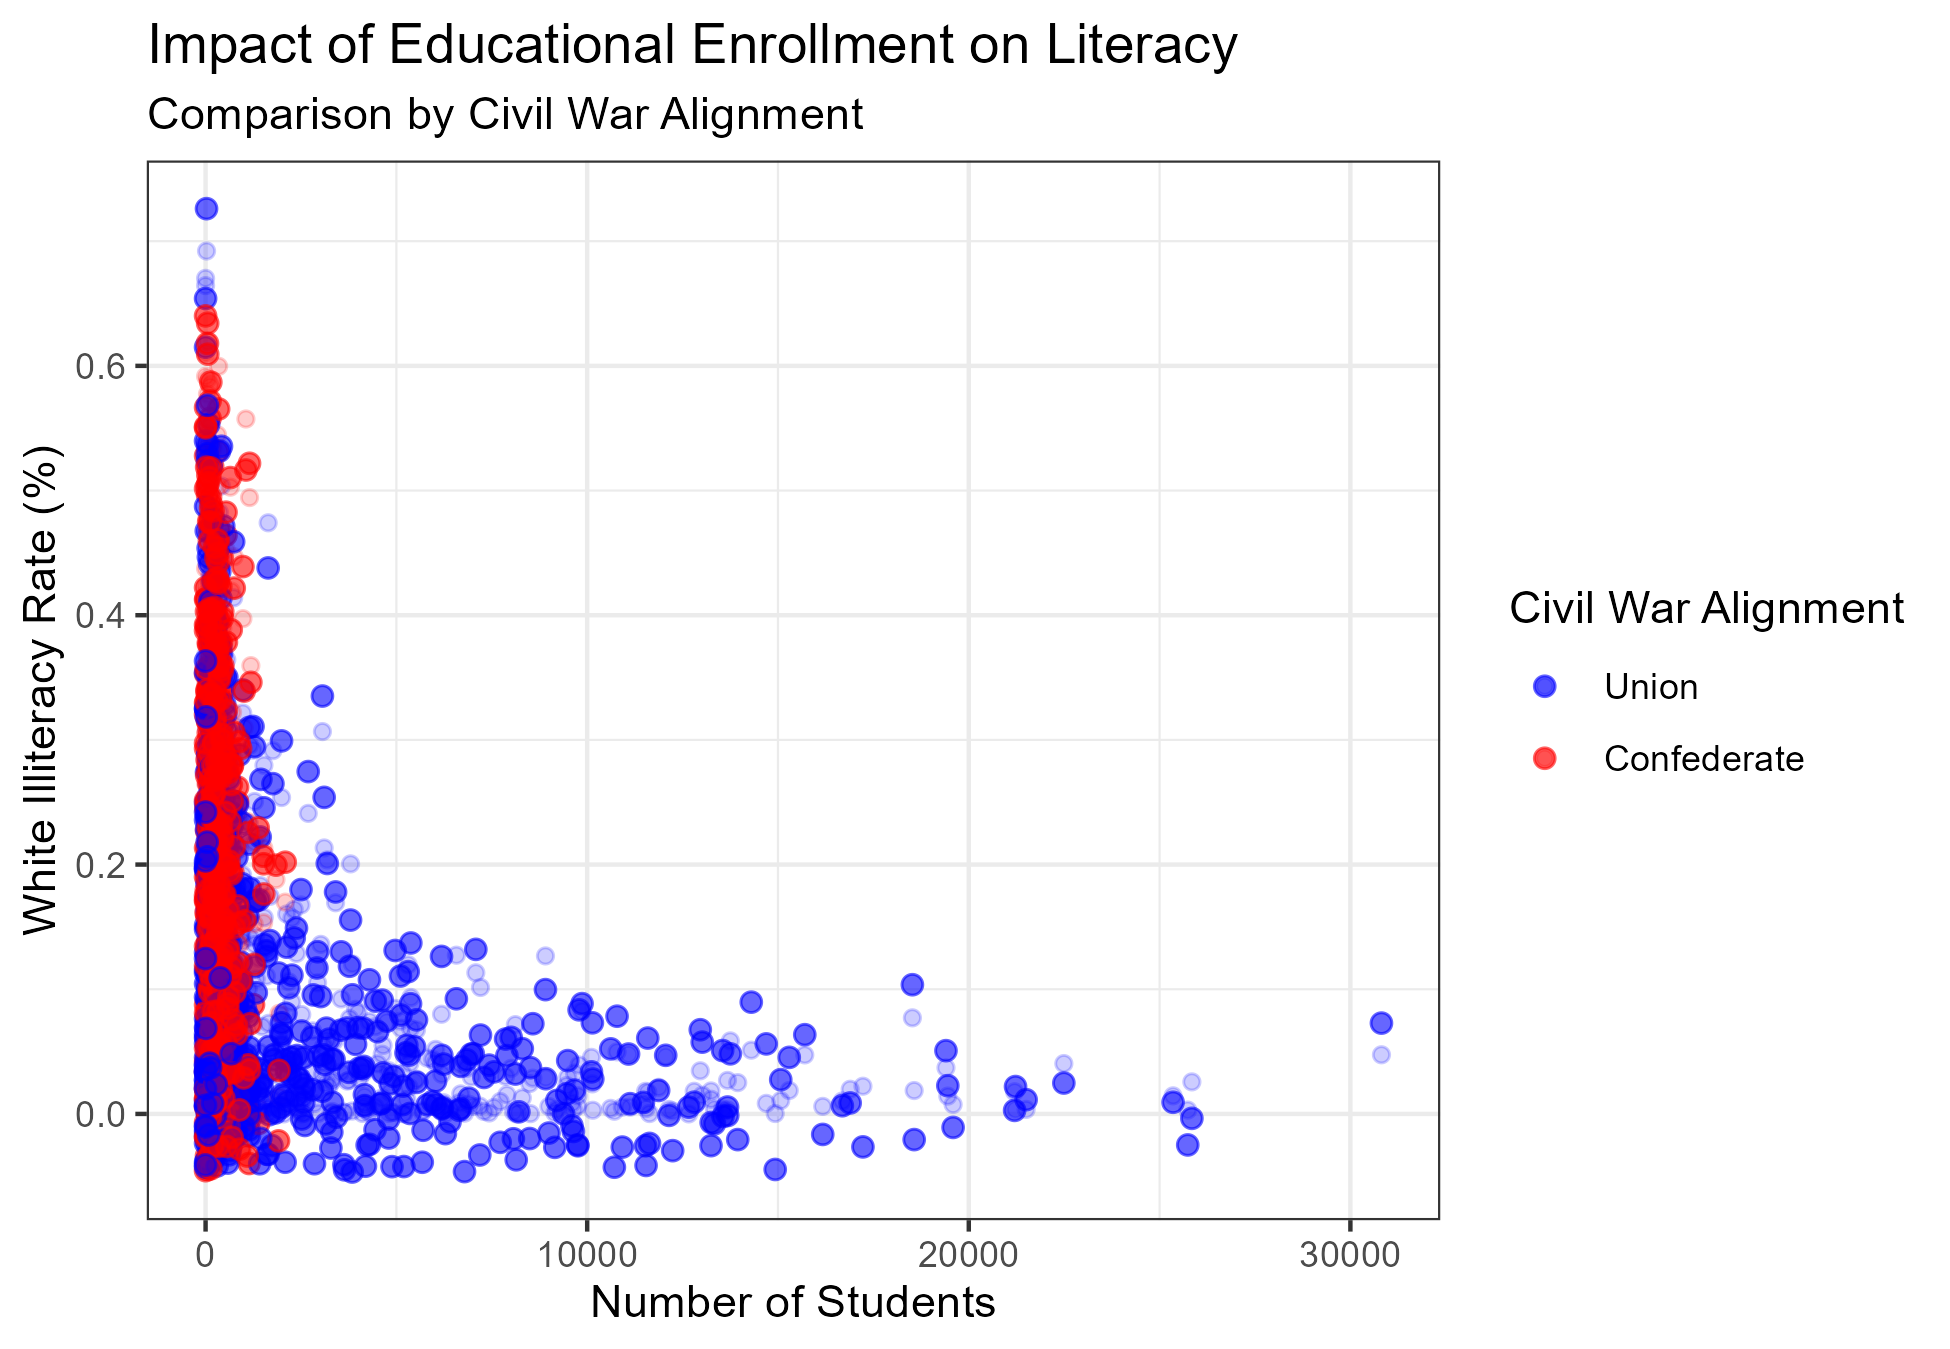 Impact of Educational Enrollment on Literacy
Comparison by Civil War Alignment
White Illiteracy Rate (%)
0.6
0.4
0.2
0.0
0 10000 20000 30000
Number of Students
Civil War Alignment
Union
Confederate